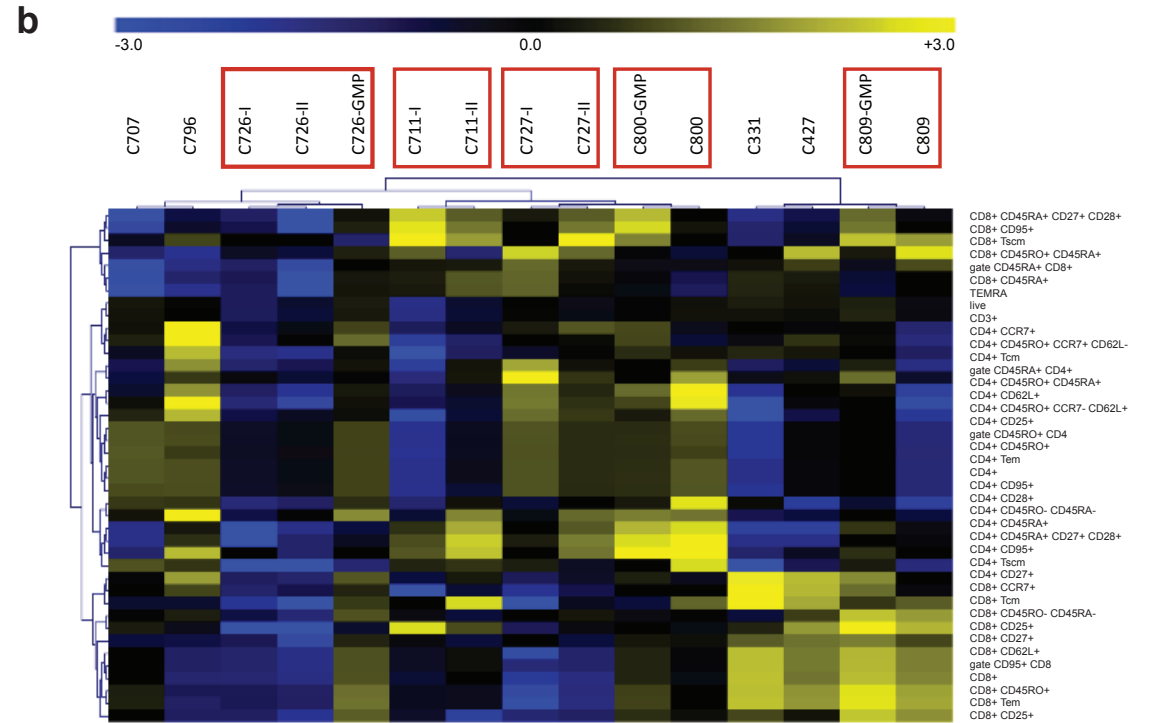 b
-3.0 0.0 +3.0
C707 C796 C726-I C726-II C726-GMP C711-I C711-II C727-I C727-II C800-GMP C800 C331 C427 C809-GMP C809
CD8+ CD45RA+ CD27+ CD28+
CD8+ CD95+
CD8+ Tscm
CD8+ CD45RO+ CD45RA+
gate CD45RA+ CD8+
CD8+ CD45RA+
TEMRA
live
CD3+
CD4+ CCR7+
CD4+ CD45RO+ CCR7+ CD62L-
CD4+ Tcm
gate CD45RA+ CD4+
CD4+ CD45RO+ CD45RA+
CD4+ CD62L+
CD4+ CD45RO+ CCR7- CD62L+
CD4+ CD25+
gate CD45RO+ CD4
CD4+ CD45RO+
CD4+ Tem
CD4+
CD4+ CD95+
CD4+ CD28+
CD4+ CD45RO- CD45RA-
CD4+ CD45RA+
CD4+ CD45RA+ CD27+ CD28+
CD4+ CD95+
CD4+ Tscm
CD4+ CD27+
CD8+ CCR7+
CD8+ Tcm
CD8+ CD45RO- CD45RA-
CD8+ CD25+
CD8+ CD27+
CD8+ CD62L+
gate CD95+ CD8
CD8+
CD8+ CD45RO+
CD8+ Tem
CD8+ CD25+